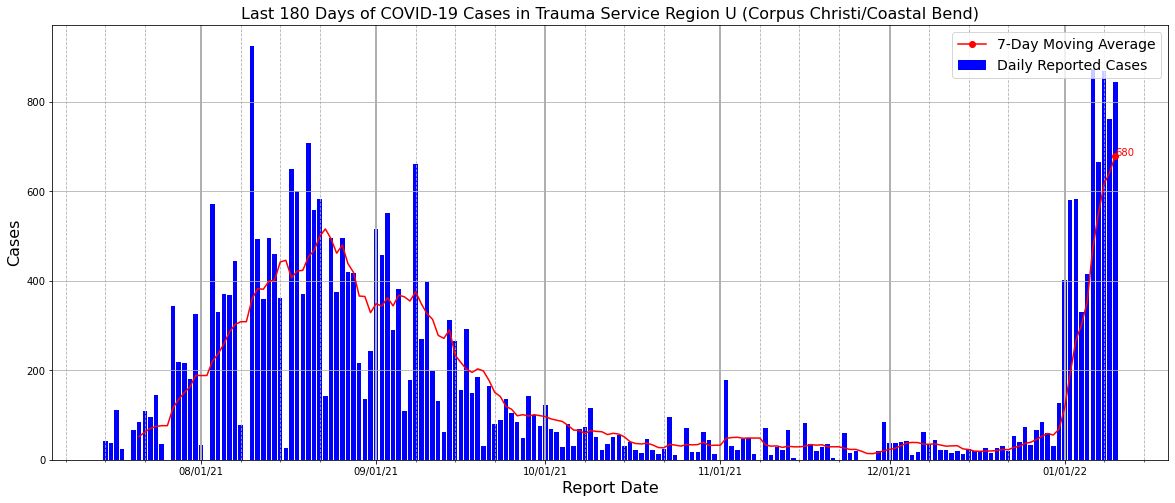 Last 180 Days of COVID-19 Cases in Trauma Service Region U (Corpus Christi/Coastal Bend)
7-Day Moving Average
Daily Reported Cases
800
680
600
400
200
0
Cases
08/01/21 09/01/21 10/01/21 11/01/21 12/01/21 01/01/22
Report Date